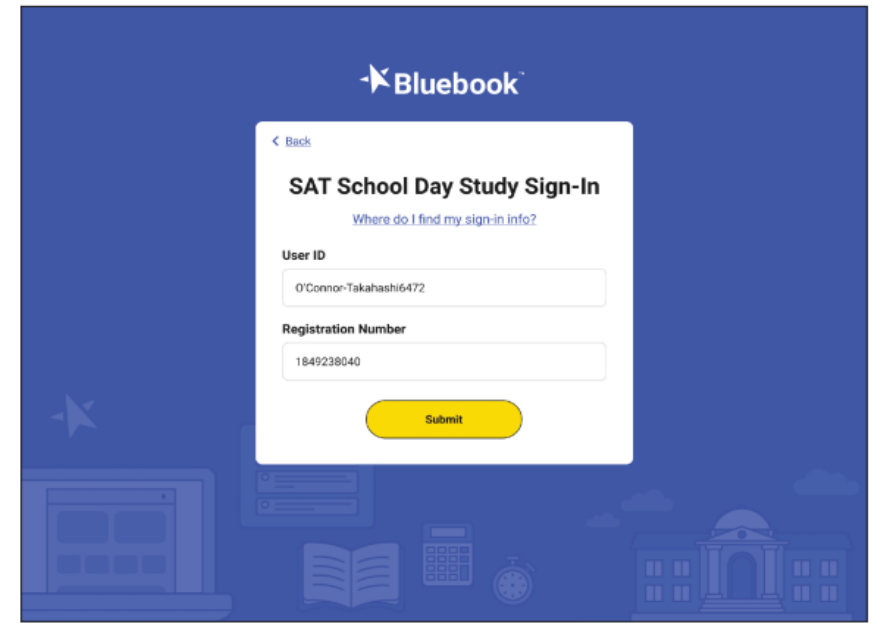 Bluebook™
< Back
SAT School Day Study Sign-In
Where do I find my sign-in info?
User ID
O'Connor-Takahashi6472
Registration Number
1849238040
Submit